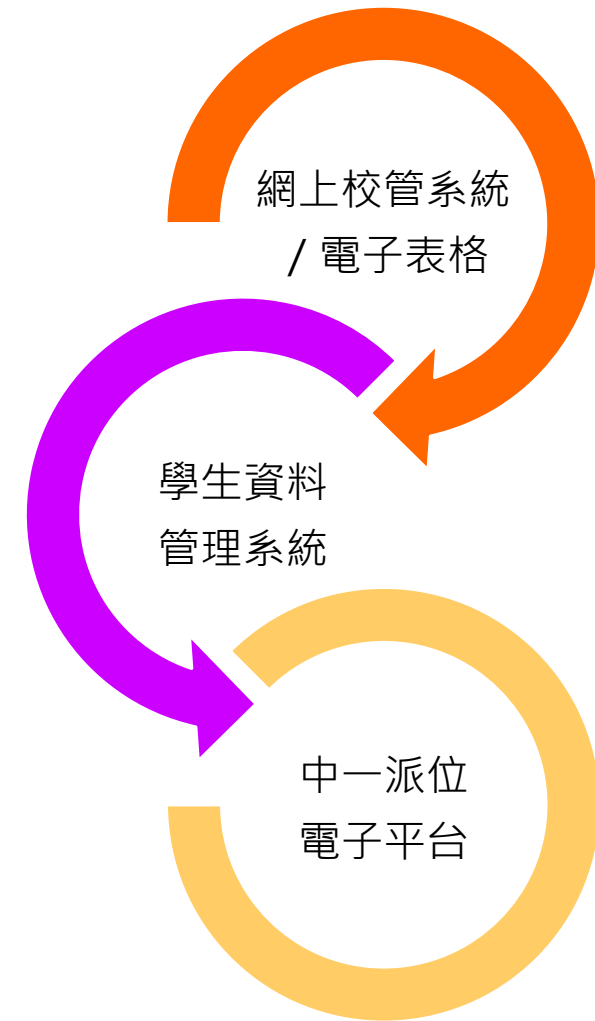 網上校管系統
/ 電子表格
學生資料
管理系統
中一派位
電子平台